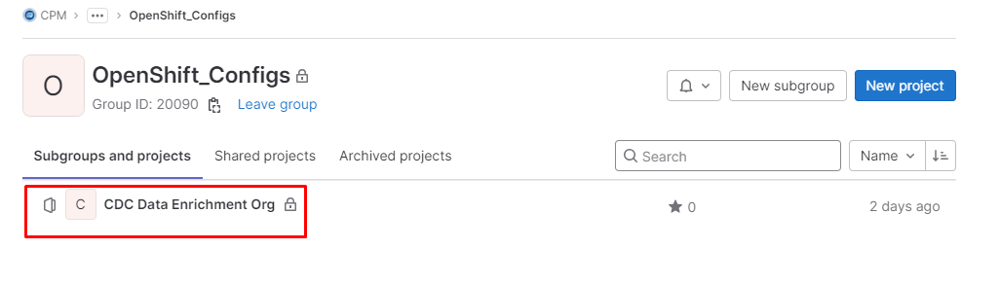 CPM > ••• > OpenShift_Configs
O
OpenShift_Configs
Group ID: 20090 Leave group
New subgroup
New project
Subgroups and projects Shared projects Archived projects
Search
Name
C CDC Data Enrichment Org 0 2 days ago